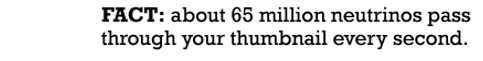 FACT: about 65 million neutrinos pass
through your thumbnail every second.